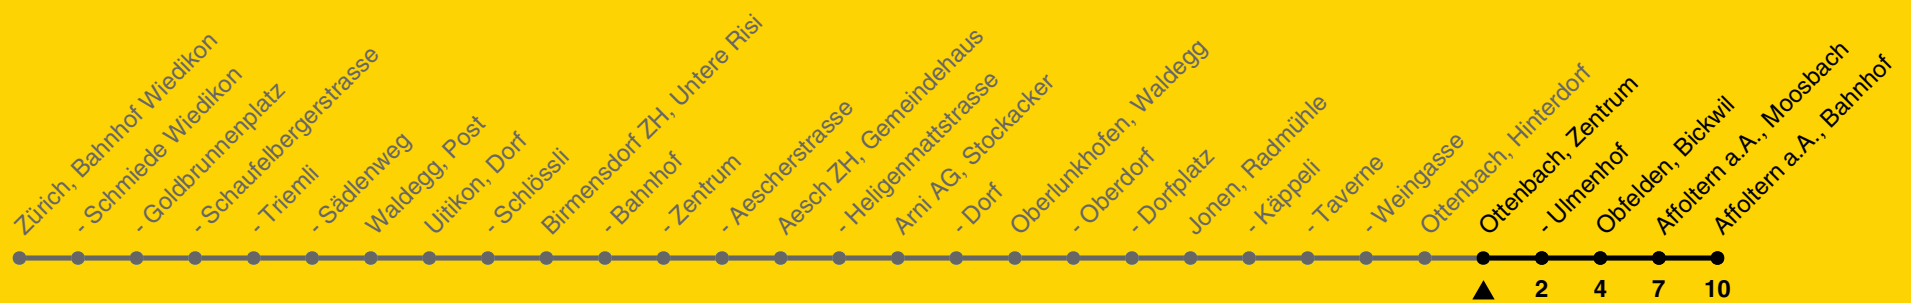 Zürich, Bahnhof Wiedikon
- Schmiede Wiedikon
- Goldbrunnenplatz
- Schaufelbergerstrasse
- Triemli
- Sädlenweg
Waldegg, Post
Uitikon, Dorf
- Schlössli
Birmensdorf ZH, Untere Risi
- Bahnhof
- Zentrum
- Aescherstrasse
Aesch ZH, Gemeindehaus
- Heligenmattstrasse
Arni AG, Stockacker
- Dorf
Oberlunkhofen, Waldegg
- Oberdorf
- Dorfplatz
Jonen, Radmühle
- Käppeli
- Taverne
- Weingasse
Ottenbach, Hinterdorf
Ottenbach, Zentrum
- Ulmenhof
Obfelden, Bickwil
Affoltern a.A., Moosbach
Affoltern a.A., Bahnhof
2 4 7 10